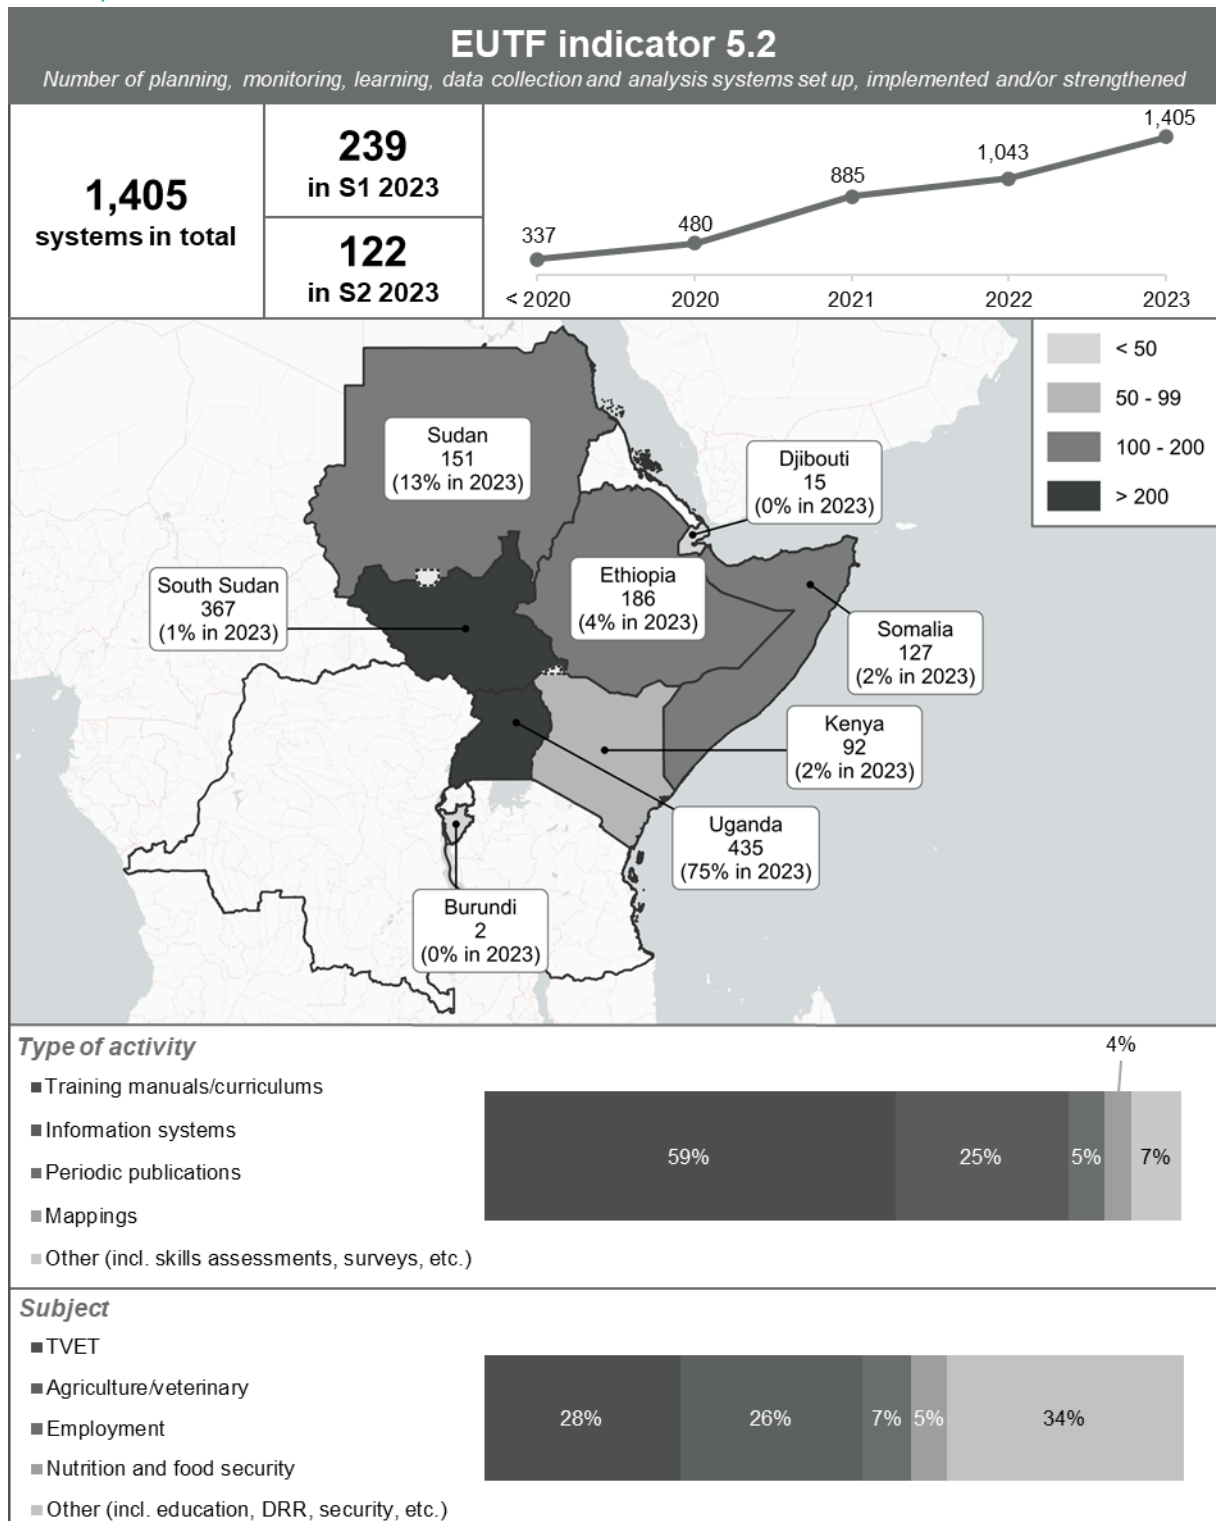 EUTF indicator 5.2
Number of planning, monitoring, learning, data collection and analysis systems set up, implemented and/or strengthened
1,405
systems in total
239
in S1 2023
122
in S2 2023
337
480
885
1,043
1,405
< 2020
2020
2021
2022
2023
< 50
50 - 99
100 - 200
> 200
Sudan
151
(13% in 2023)
Djibouti
15
(0% in 2023)
South Sudan
367
(1% in 2023)
Ethiopia
186
(4% in 2023)
Somalia
127
(2% in 2023)
Kenya
92
(2% in 2023)
Uganda
435
(75% in 2023)
Burundi
2
(0% in 2023)
Type of activity
Training manuals/curriculums
Information systems
Periodic publications
Mappings
Other (incl. skills assessments, surveys, etc.)
59%
25%
5%
4%
7%
Subject
TVET
Agriculture/veterinary
Employment
Nutrition and food security
Other (incl. education, DRR, security, etc.)
28%
26%
7%
5%
34%